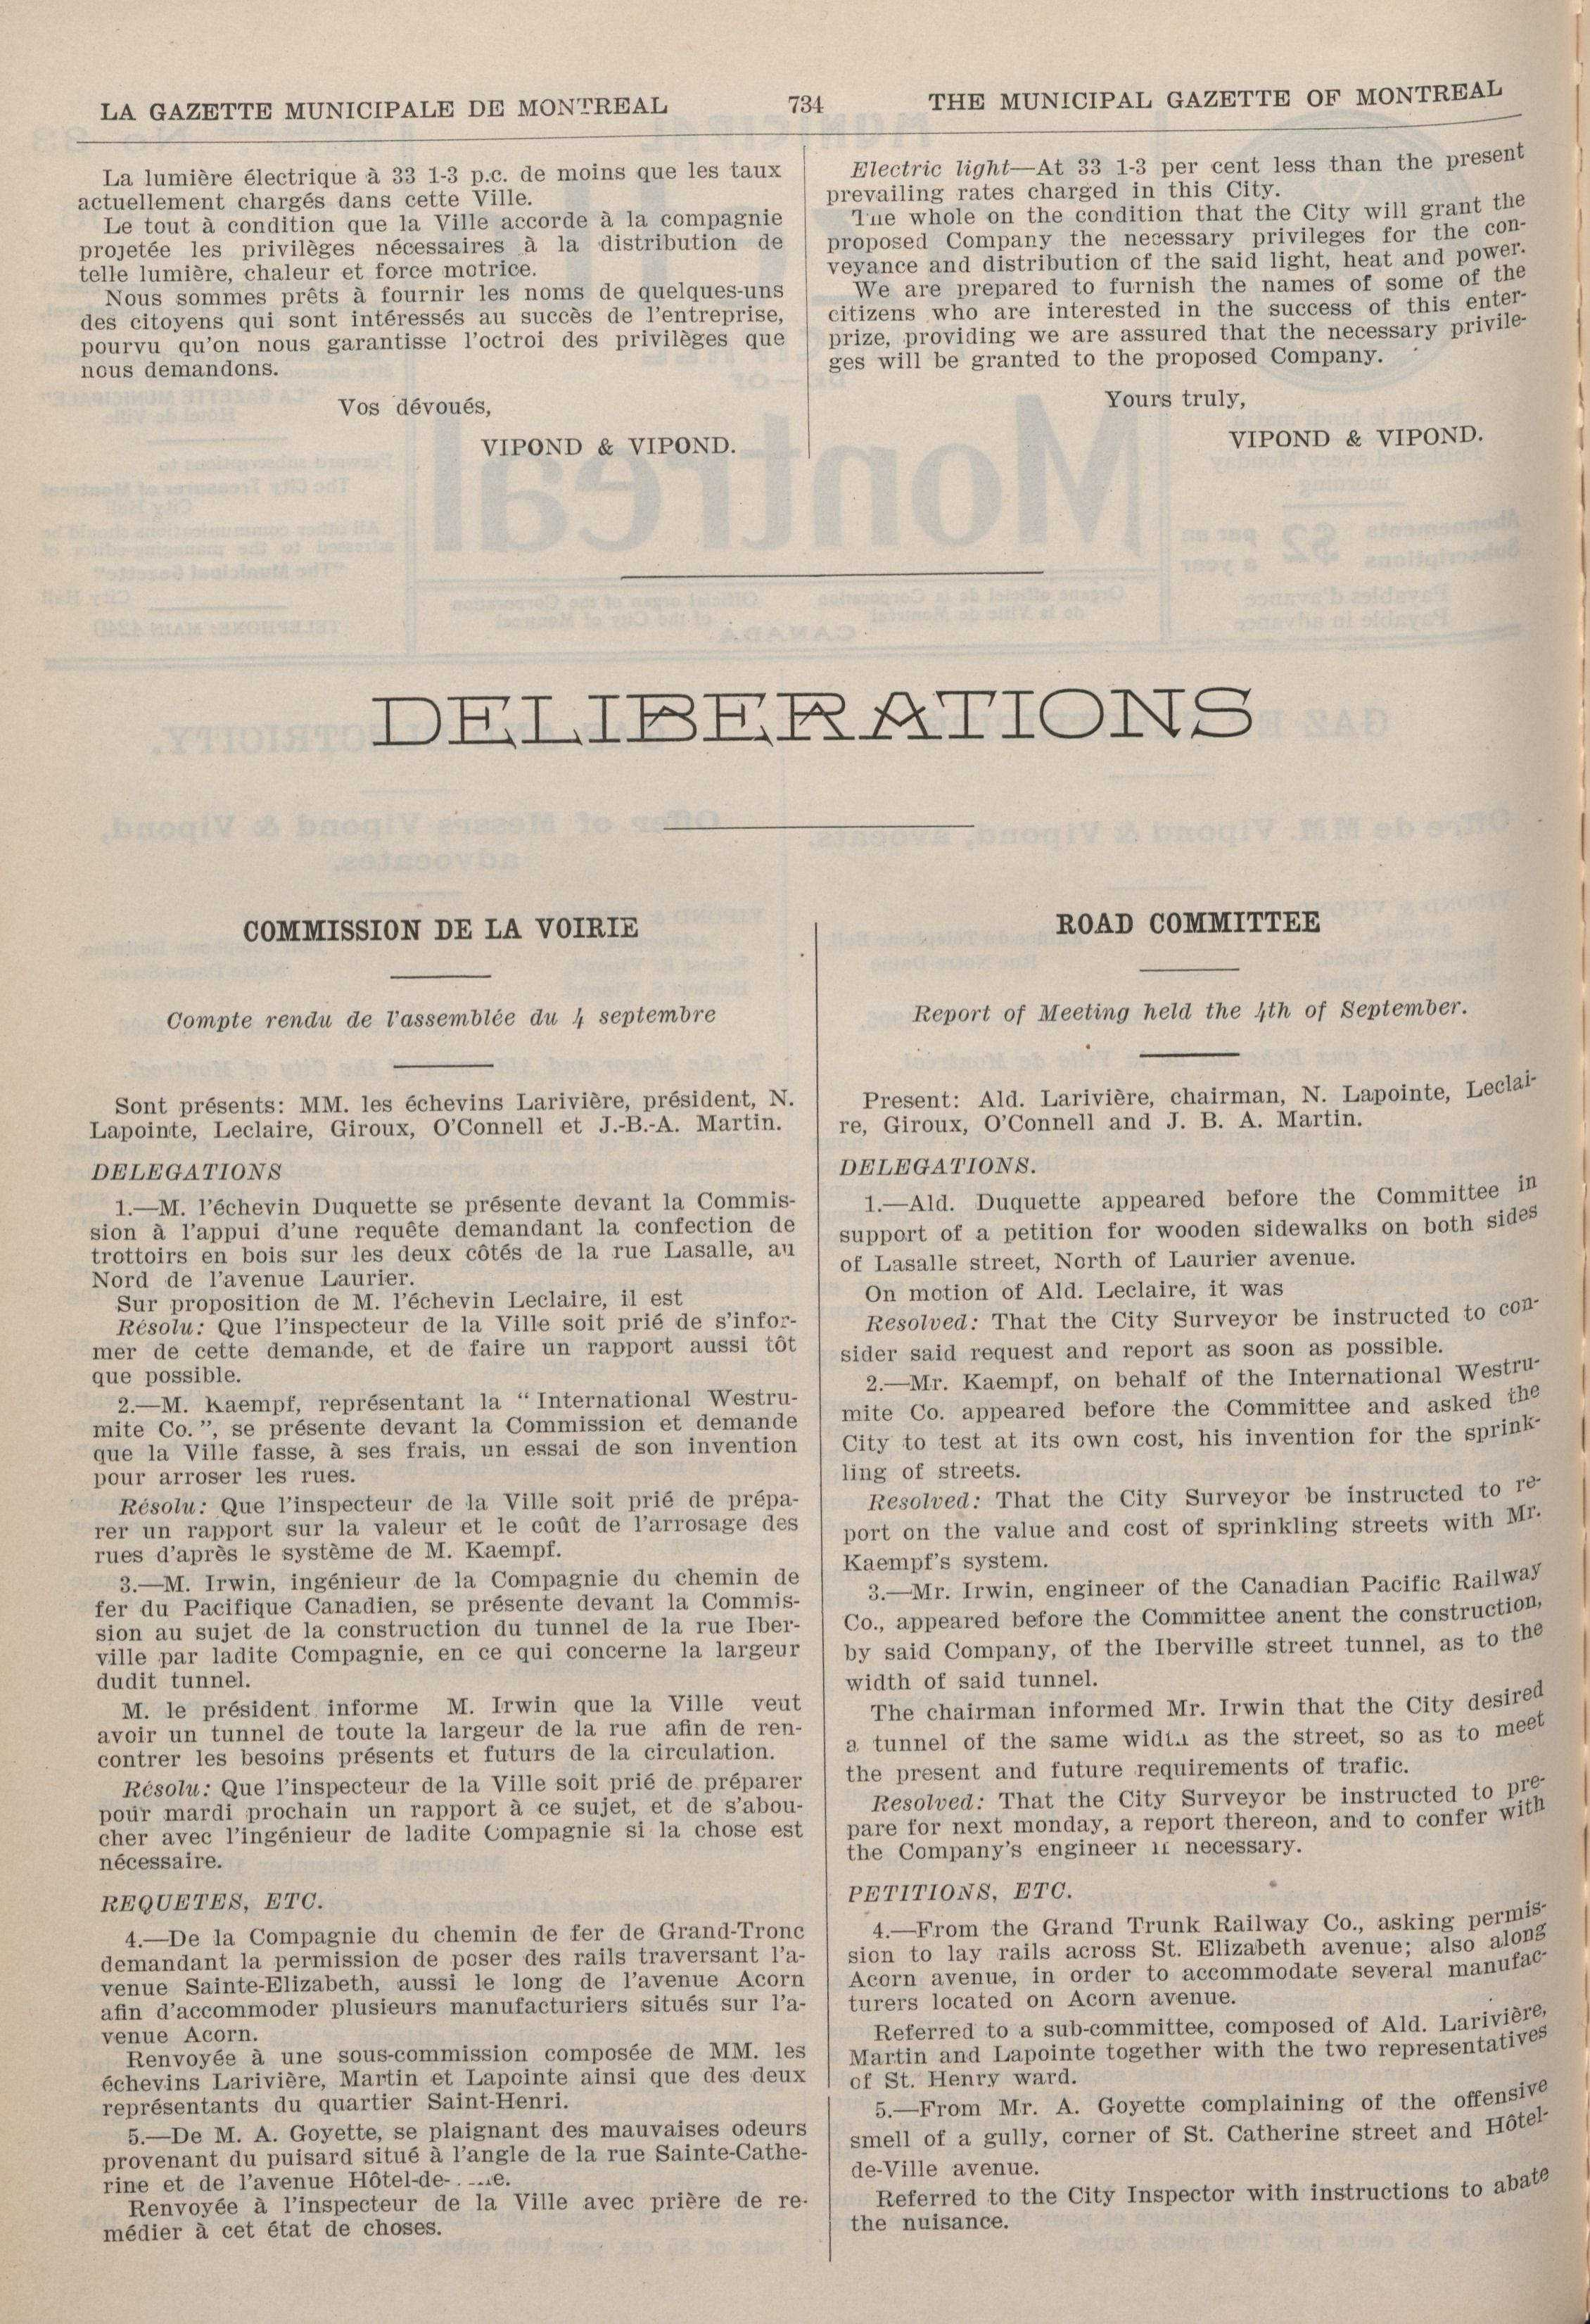 LA GAZETTE MUNICIPALE DE MONTREAL 734 THE MUNICIPAL GAZETTE OF MONTREAL
La lumière électrique à 33 1-3 p.c. de moins que les taux
actuellement chargés dans cette Ville.
Le tout à condition que la Ville accorde à la compagnie
projetée les privilèges nécessaires à la distribution de
telle lumière, chaleur et force motrice.
Nous sommes prêts à fournir les noms de quelques-uns
des citoyens qui sont intéressés au succès de l'entreprise,
pourvu qu'on nous garantisse l'octroi des privilèges que
nous demandons.
Vos dévoués,
VIPOND & VIPOND.
Electric light—At 33 1-3 per cent less than the present
prevailing rates charged in this City.
The whole on the condition that the City will grant the
proposed Company the necessary privileges for the con-
veyance and distribution of the said light, heat and power.
We are prepared to furnish the names of some of the
citizens who are interested in the success of this enter-
prize, providing we are assured that the necessary privile-
ges will be granted to the proposed Company.
Yours truly,
VIPOND & VIPOND.
DELIBERATIONS
COMMISSION DE LA VOIRIE
Compte rendu de l'assemblée du 4 septembre
Sont présents: MM. les échevins Larivière, président, N.
Lapointe, Leclaire, Giroux, O'Connell et J.-B.-A. Martin.
DELEGATIONS
1.—M. l'échevin Duquette se présente devant la Commis-
sion à l'appui d'une requête demandant la confection de
trottoirs en bois sur les deux côtés de la rue Lasalle, au
Nord de l'avenue Laurier.
Sur proposition de M. l'échevin Leclaire, il est
Résolu: Que l'inspecteur de la Ville soit prié de s'infor-
mer de cette demande, et de faire un rapport aussi tôt
que possible.
2.—M. Kaempf, représentant la " International Westru-
mite Co. ", se présente devant la Commission et demande
que la Ville fasse, à ses frais, un essai de son invention
pour arroser les rues.
Résolu: Que l'inspecteur de la Ville soit prié de prépa-
rer un rapport sur la valeur et le coût de l'arrosage des
rues d'après le système de M. Kaempf.
3.—M. Irwin, ingénieur de la Compagnie du chemin de
fer du Pacifique Canadien, se présente devant la Commis-
sion au sujet de la construction du tunnel de la rue Iber-
ville par ladite Compagnie, en ce qui concerne la largeur
dudit tunnel.
M. le président informe M. Irwin que la Ville veut
avoir un tunnel de toute la largeur de la rue afin de ren-
contrer les besoins présents et futurs de la circulation.
Résolu: Que l'inspecteur de la Ville soit prié de préparer
pour mardi prochain un rapport à ce sujet, et de s'abou-
cher avec l'ingénieur de ladite Compagnie si la chose est
nécessaire.
REQUETES, ETC.
4.—De la Compagnie du chemin de fer de Grand-Tronc
demandant la permission de poser des rails traversant l'a-
venue Sainte-Elizabeth, aussi le long de l'avenue Acorn
afin d'accommoder plusieurs manufacturiers situés sur l'a-
venue Acorn.
Renvoyée à une sous-commission composée de MM. les
échevins Larivière, Martin et Lapointe ainsi que des deux
représentants du quartier Saint-Henri.
5.—De M. A. Goyette, se plaignant des mauvaises odeurs
provenant du puisard situé à l'angle de la rue Sainte-Cathe-
rine et de l'avenue Hôtel-de-
Renvoyée à l'inspecteur de la Ville avec prière de re-
médier à cet état de choses.
ROAD COMMITTEE
Report of Meeting held the 4th of September.
Present: Ald. Larivière, chairman, N. Lapointe, Leclai-
re, Giroux, O'Connell and J. B. A. Martin.
DELEGATIONS.
1.—Ald. Duquette appeared before the Committee in
support of a petition for wooden sidewalks on both sides
of Lasalle street, North of Laurier avenue.
On motion of Ald. Leclaire, it was
Resolved: That the City Surveyor be instructed to con-
sider said request and report as soon as possible.
2.—Mr. Kaempf, on behalf of the International Westru-
mite Co. appeared before the Committee and asked the
City to test at its own cost, his invention for the sprink-
ling of streets.
Resolved: That the City Surveyor be instructed to re-
port on the value and cost of sprinkling streets with Mr.
Kaempf's system.
3.—Mr. Irwin, engineer of the Canadian Pacific Railway
Co., appeared before the Committee anent the construction,
by said Company, of the Iberville street tunnel, as to the
width of said tunnel.
The chairman informed Mr. Irwin that the City desired
a tunnel of the same width as the street, so as to meet
the present and future requirements of trafic.
Resolved: That the City Surveyor be instructed to pre-
pare for next monday, a report thereon, and to confer with
the Company's engineer if necessary.
PETITIONS, ETC.
4.—From the Grand Trunk Railway Co., asking permis-
sion to lay rails across St. Elizabeth avenue; also along
Acorn avenue, in order to accommodate several manufac-
turers located on Acorn avenue.
Referred to a sub-committee, composed of Ald. Larivière,
Martin and Lapointe together with the two representatives
of St. Henry ward.
5.—From Mr. A. Goyette complaining of the offensive
smell of a gully, corner of St. Catherine street and Hôtel-
de-Ville avenue.
Referred to the City Inspector with instructions to abate
the nuisance.